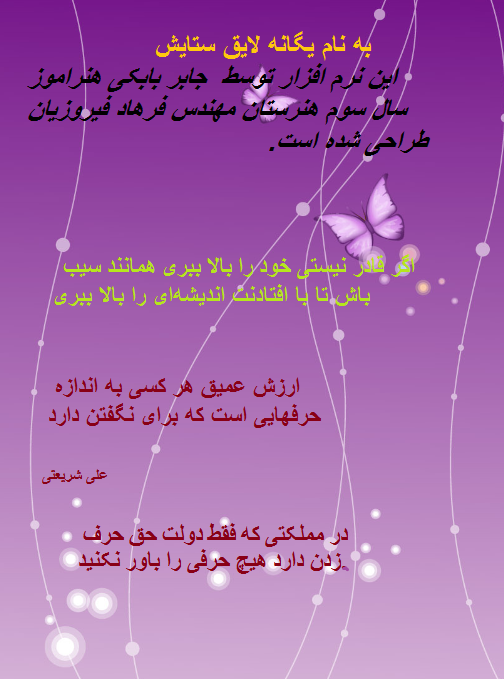 به نام یگانه لایق ستایش
این نرم افزار توسط جابر بابکی هنراموز
سال سوم هنرستان مهندس فرهاد فیروزیان
طراحی شده است.
اگر قادر نیستی خود را بالا ببری همانند سیب
باش تا با افتادنت اندیشه‌ای را بالا ببری
ارزش عمیق هر کسی به اندازه
حرفهایی است که برای نگفتن دارد
علی شریعتی
در مملکتی که فقط دولت حق حرف
زدن دارد هیچ حرفی را باور نکنید.